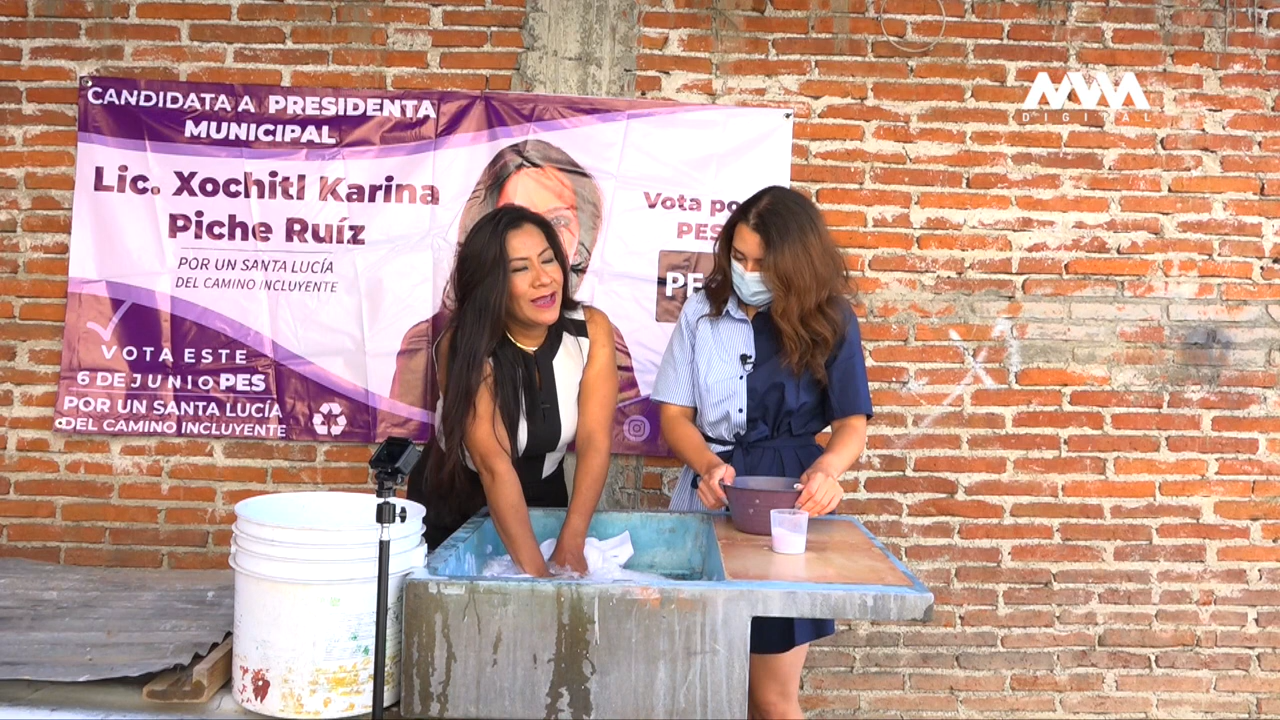 CANDIDATA A PRESIDENTA
MUNICIPAL
Lic. Xochitl Karina
Piche Ruíz
POR UN SANTA LUCÍA
DEL CAMINO INCLUYENTE
VOTA ESTE
6 DE JUNIO PES
POR UN SANTA LUCÍA
DEL CAMINO INCLUYENTE
Vota po
PES
PE
DIGITAL